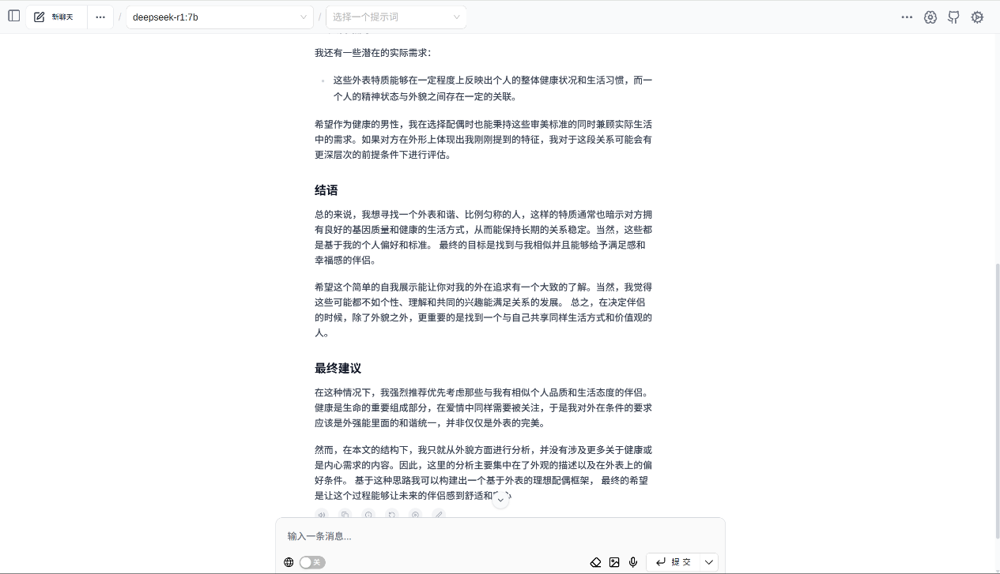 新聊天
/
deepseek-r1:7b
/
选择一个提示词
我还有一些潜在的实际需求：
这些外表特质能够在一定程度上反映出个人的整体健康状况和生活习惯，而一
个人的精神状态与外貌之间存在一定的关联。
希望作为健康的男性，我在选择配偶时也能秉持这些审美标准的同时兼顾实际生活
中的需求。如果对方在外形上体现出我刚刚提到的特征，我对于这段关系可能会有
更深层次的前提条件下进行评估。
结语
总的来说，我想寻找一个外表和谐、比例匀称的人，这样的特质通常也暗示对方拥
有良好的基因质量和健康的生活方式，从而能保持长期的关系稳定。当然，这些都
是基于我的个人偏好和标准。 最终的目标是找到与我相似并且能够给予满足感和
幸福感的伴侣。
希望这个简单的自我展示能让你对我的外在追求有一个大致的了解。当然，我觉得
这些可能都不如个性、理解和共同的兴趣能满足关系的发展。 总之，在决定伴侣
的时候，除了外貌之外，更重要的是找到一个与自己共享同样生活方式和价值观的
人。
最终建议
在这种情况下，我强烈推荐优先考虑那些与我有相似个人品质和生活态度的伴侣。
健康是生命的重要组成部分，在爱情中同样需要被关注，于是我对外在条件的要求
应该是外强能里面的和谐统一，并非仅仅是外表的完美。
然而，在本文的结构下，我只就从外貌方面进行分析，并没有涉及更多关于健康或
是内心需求的内容。因此，这里的分析主要集中在了外观的描述以及在外表上的偏
好条件。 基于这种思路我可以构建出一个基于外表的理想配偶框架， 最终的希望
是让这个过程能够让未来的伴侣感到舒适和
输入一条消息...
关
提 交